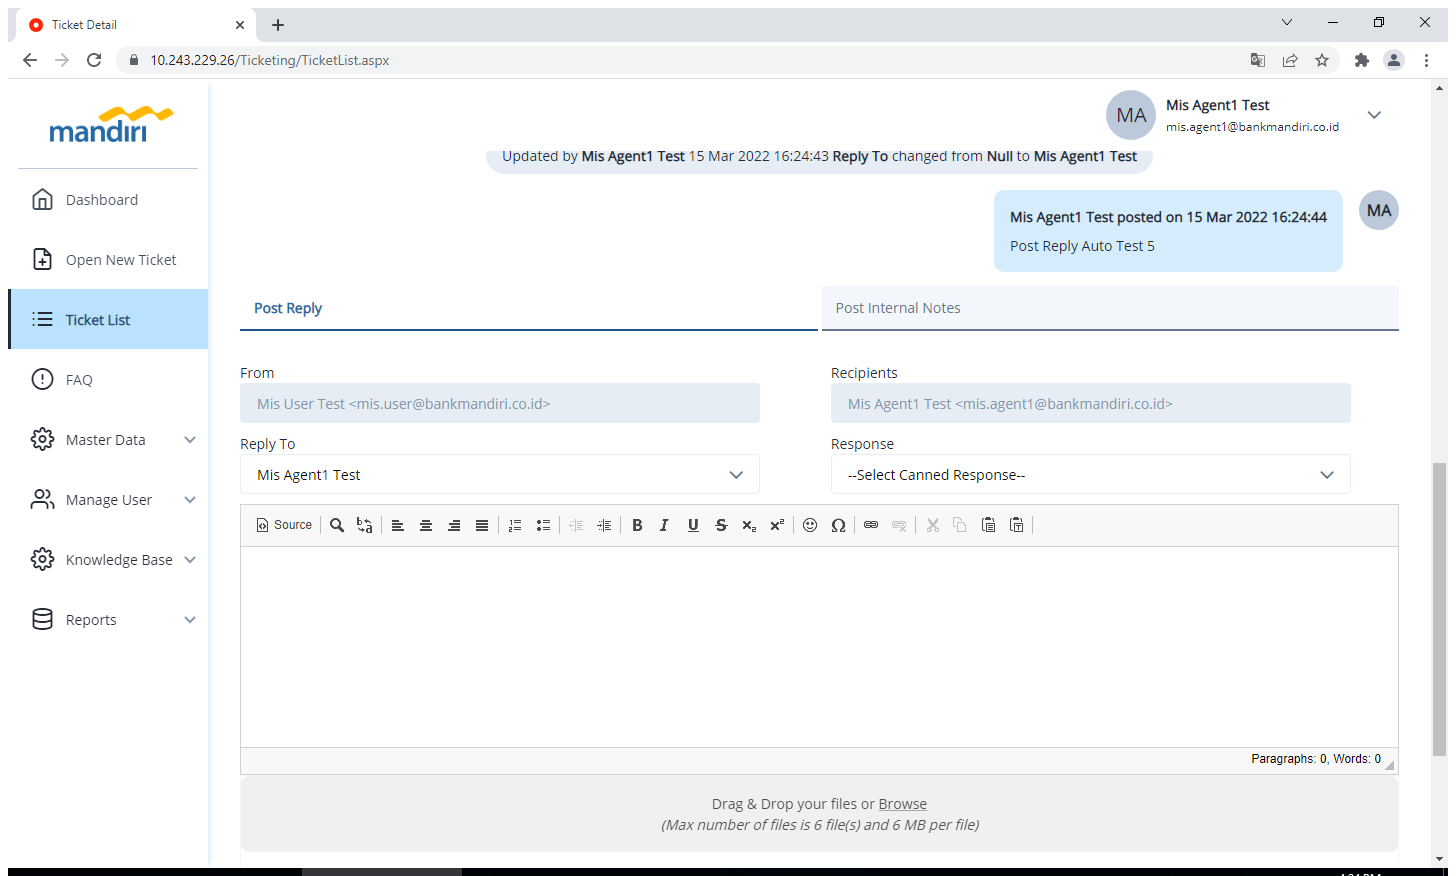 Ticket Detail
10.243.229.26/Ticketing/TicketList.aspx
mandiri
MA
Mis Agent1 Test
mis.agent1@bankmandiri.co.id
Updated by Mis Agent1 Test 15 Mar 2022 16:24:43 Reply To changed from Null to Mis Agent1 Test
Mis Agent1 Test posted on 15 Mar 2022 16:24:44
MA
Post Reply Auto Test 5
Dashboard
Open New Ticket
Ticket List
FAQ
Master Data
Manage User
Knowledge Base
Reports
Post Reply
Post Internal Notes
From
Recipients
Mis User Test <mis.user@bankmandiri.co.id>
Mis Agent1 Test <mis.agent1@bankmandiri.co.id>
Reply To
Response
Mis Agent1 Test
--Select Canned Response--
Source
Paragraphs: 0, Words: 0
Drag & Drop your files or Browse
(Max number of files is 6 file(s) and 6 MB per file)